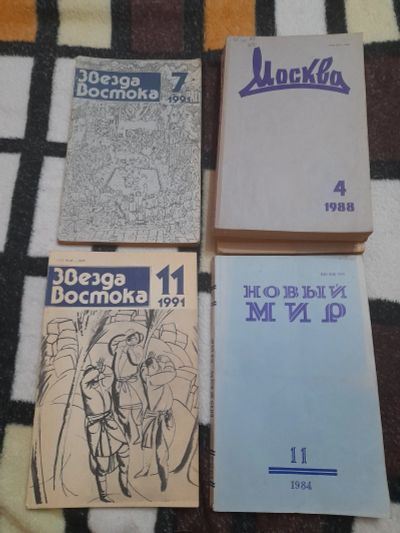 Звезда
Востока
7
1991
Москва
4
1988
Звезда
Востока
11
1991
НОВЫЙ
МИР
11
1984